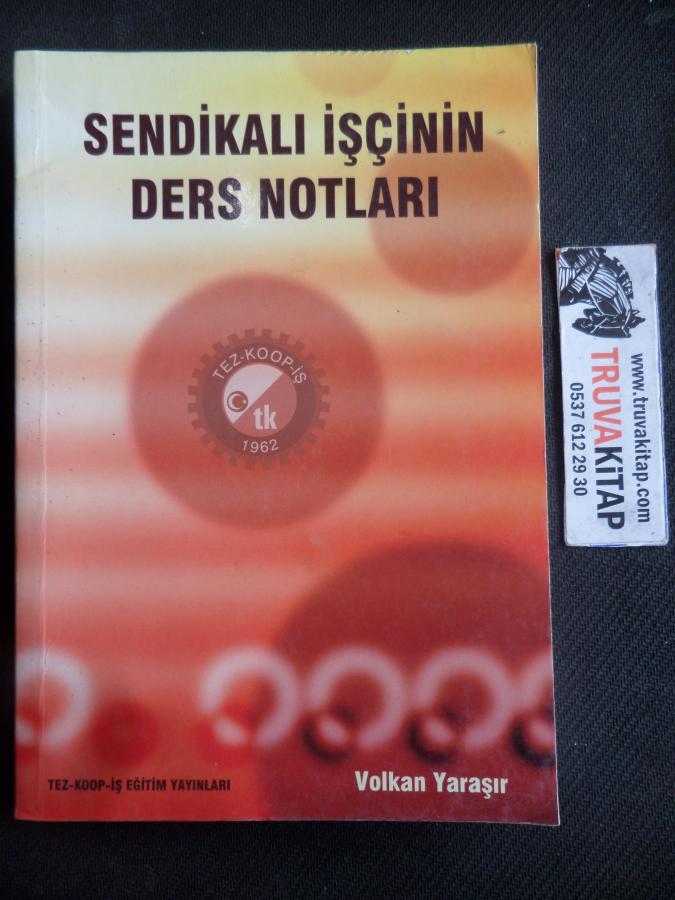 SENDİKALI İŞÇİNİN
DERS NOTLARI
TEZ-KOOP-İŞ
tk
1962
TEZ-KOOP-İŞ EĞİTİM YAYINLARI
Volkan Yaraşır
www.truvakitap.com
TRUVAKİTAP
0537 612 29 30